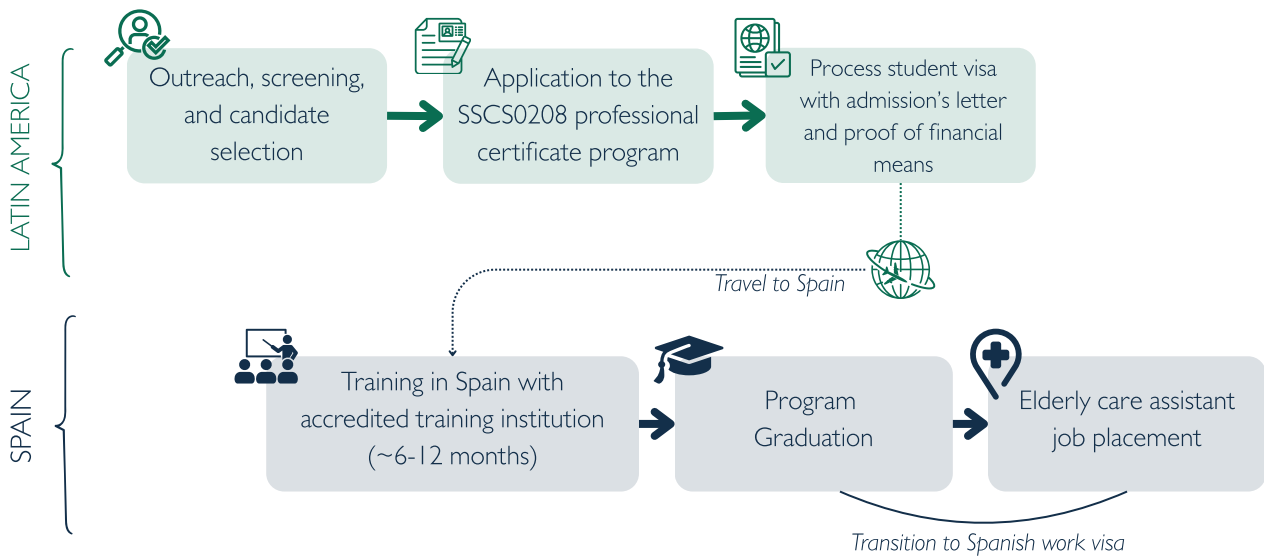 LATIN AMERICA
Outreach, screening,
and candidate
selection
Application to the
SSCS0208 professional
certificate program
Process student visa
with admission's letter
and proof of financial
means
Travel to Spain
SPAIN
Training in Spain with
accredited training institution
(~6-12 months)
Program
Graduation
Elderly care assistant
job placement
Transition to Spanish work visa